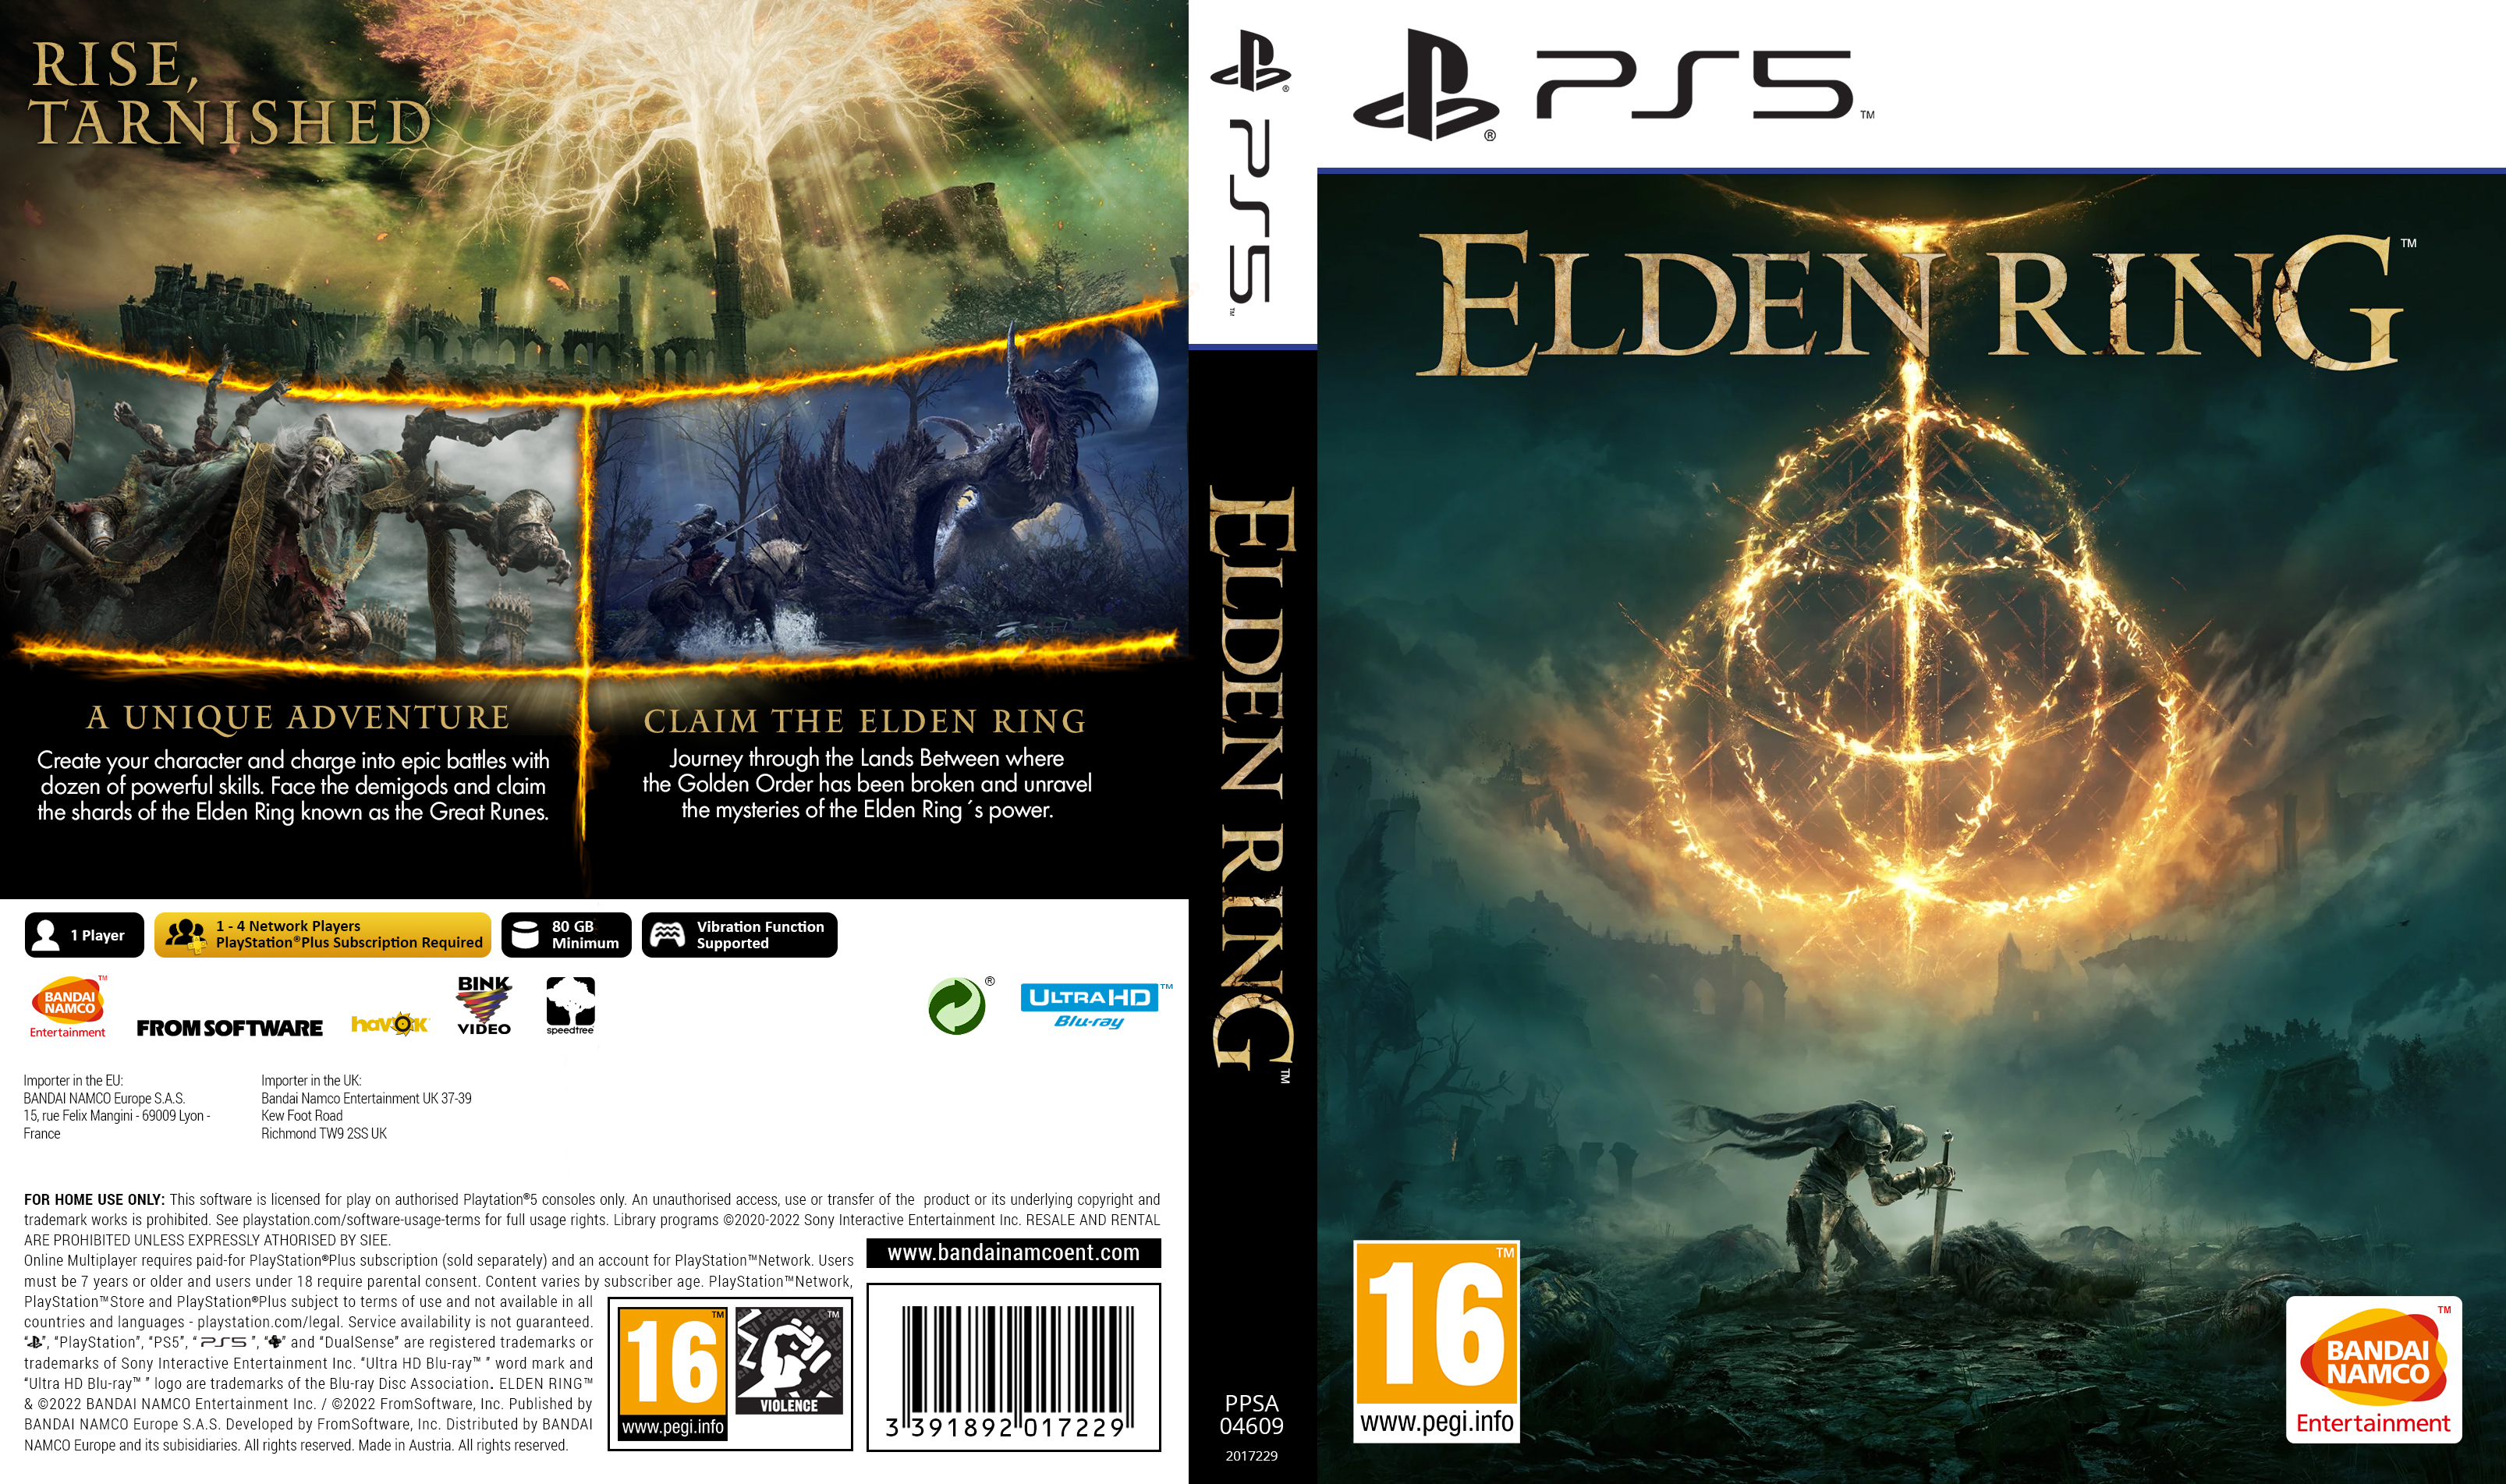 RISE,
TARNISHED
A UNIQUE ADVENTURE
Create your character and charge into epic battles with
dozen of powerful skills. Face the demigods and claim
the shards of the Elden Ring known as the Great Runes.
CLAIM THE ELDEN RING
Journey through the Lands Between where
the Golden Order has been broken and unravel
the mysteries of the Elden Ring´s power.
1 Player
1 - 4 Network Players
PlayStation®Plus Subscription Required
80 GB
Minimum
Vibration Function
Supported
BANDAI
NAMCO
Entertainment
TM
FROMSOFTWARE
havok
BINK
VIDEO
speedtree
®
ULTRA HD
Blu-ray
TM
Importer in the EU:
BANDAI NAMCO Europe S.A.S.
15, rue Felix Mangini - 69009 Lyon -
France
Importer in the UK:
Bandai Namco Entertainment UK 37-39
Kew Foot Road
Richmond TW9 2SS UK
FOR HOME USE ONLY: This software is licensed for play on authorised Playtation®5 consoles only. An unauthorised access, use or transfer of the product or its underlying copyright and
trademark works is prohibited. See playstation.com/software-usage-terms for full usage rights. Library programs ©2020-2022 Sony Interactive Entertainment Inc. RESALE AND RENTAL
ARE PROHIBITED UNLESS EXPRESSLY ATHORISED BY SIEE.
Online Multiplayer requires paid-for PlayStation®Plus subscription (sold separately) and an account for PlayStation™Network. Users
must be 7 years or older and users under 18 require parental consent. Content varies by subscriber age. PlayStation™Network,
PlayStation™Store and PlayStation®Plus subject to terms of use and not available in all
countries and languages - playstation.com/legal. Service availability is not guaranteed.
“ ”, “PlayStation”, “PS5”, “PS5”, “ ” and “DualSense” are registered trademarks or
trademarks of Sony Interactive Entertainment Inc. “Ultra HD Blu-ray™ ” word mark and
“Ultra HD Blu-ray™ ” logo are trademarks of the Blu-ray Disc Association. ELDEN RING™
& ©2022 BANDAI NAMCO Entertainment Inc. / ©2022 FromSoftware, Inc. Published by
BANDAI NAMCO Europe S.A.S. Developed by FromSoftware, Inc. Distributed by BANDAI
NAMCO Europe and its subisidiaries. All rights reserved. Made in Austria. All rights reserved.
16
TM
www.pegi.info
TM
VIOLENCE
www.bandainamcoent.com
3 391892 017229
®
PS5
TM
ELDEN RING
TM
PPSA
04609
2017229
®
PS5
TM
ELDEN RING
TM
16
TM
www.pegi.info
BANDAI
NAMCO
Entertainment
TM